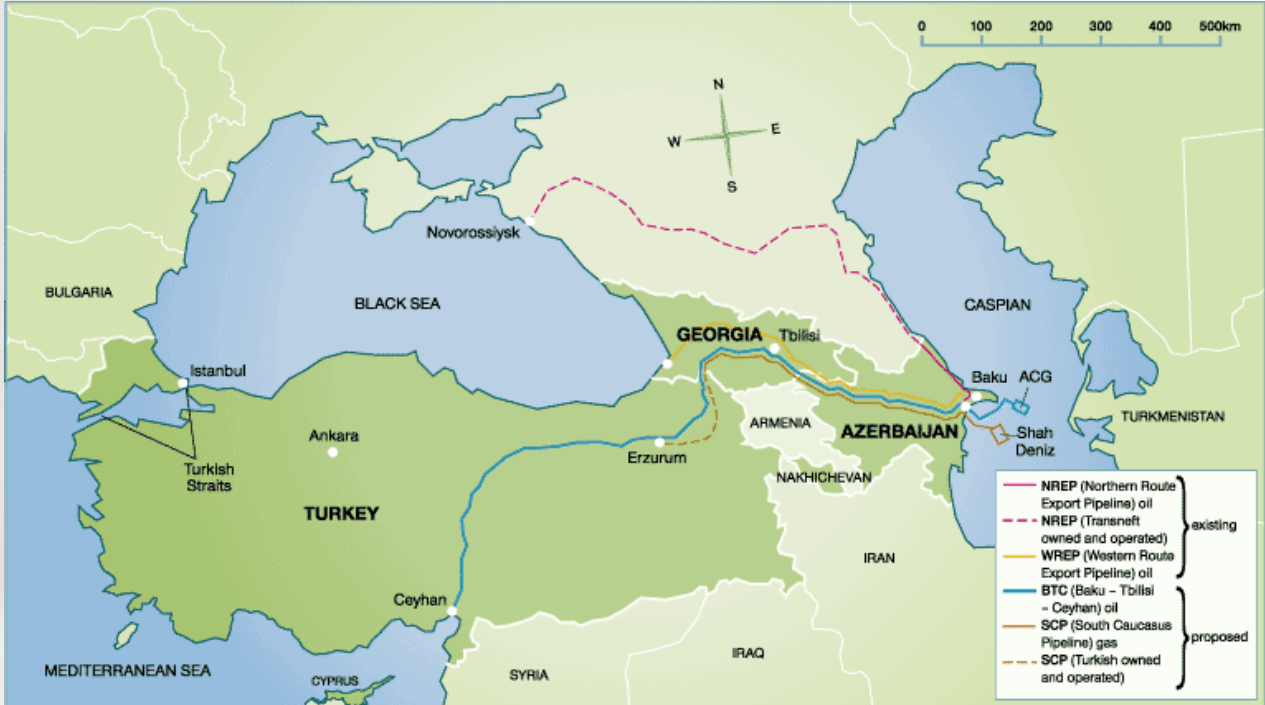 0 100 200 300 400 500km
N
W E
S
Novorossiysk
BULGARIA
BLACK SEA
CASPIAN
GEORGIA
Tbilisi
Istanbul
Baku
ACG
TURKMENISTAN
Ankara
ARMENIA
AZERBAIJAN
Shah
Deniz
Erzurum
Turkish
Straits
NAKHICHEVAN
TURKEY
IRAN
Ceyhan
MEDITERRANEAN SEA
CYPRUS
SYRIA
IRAQ
NREP (Northern Route
Export Pipeline) oil
NREP (Transneft
owned and operated)
WREP (Western Route
Export Pipeline) oil
existing
BTC (Baku – Tbilisi
– Ceyhan) oil
SCP (South Caucasus
Pipeline) gas
SCP (Turkish owned
and operated)
proposed